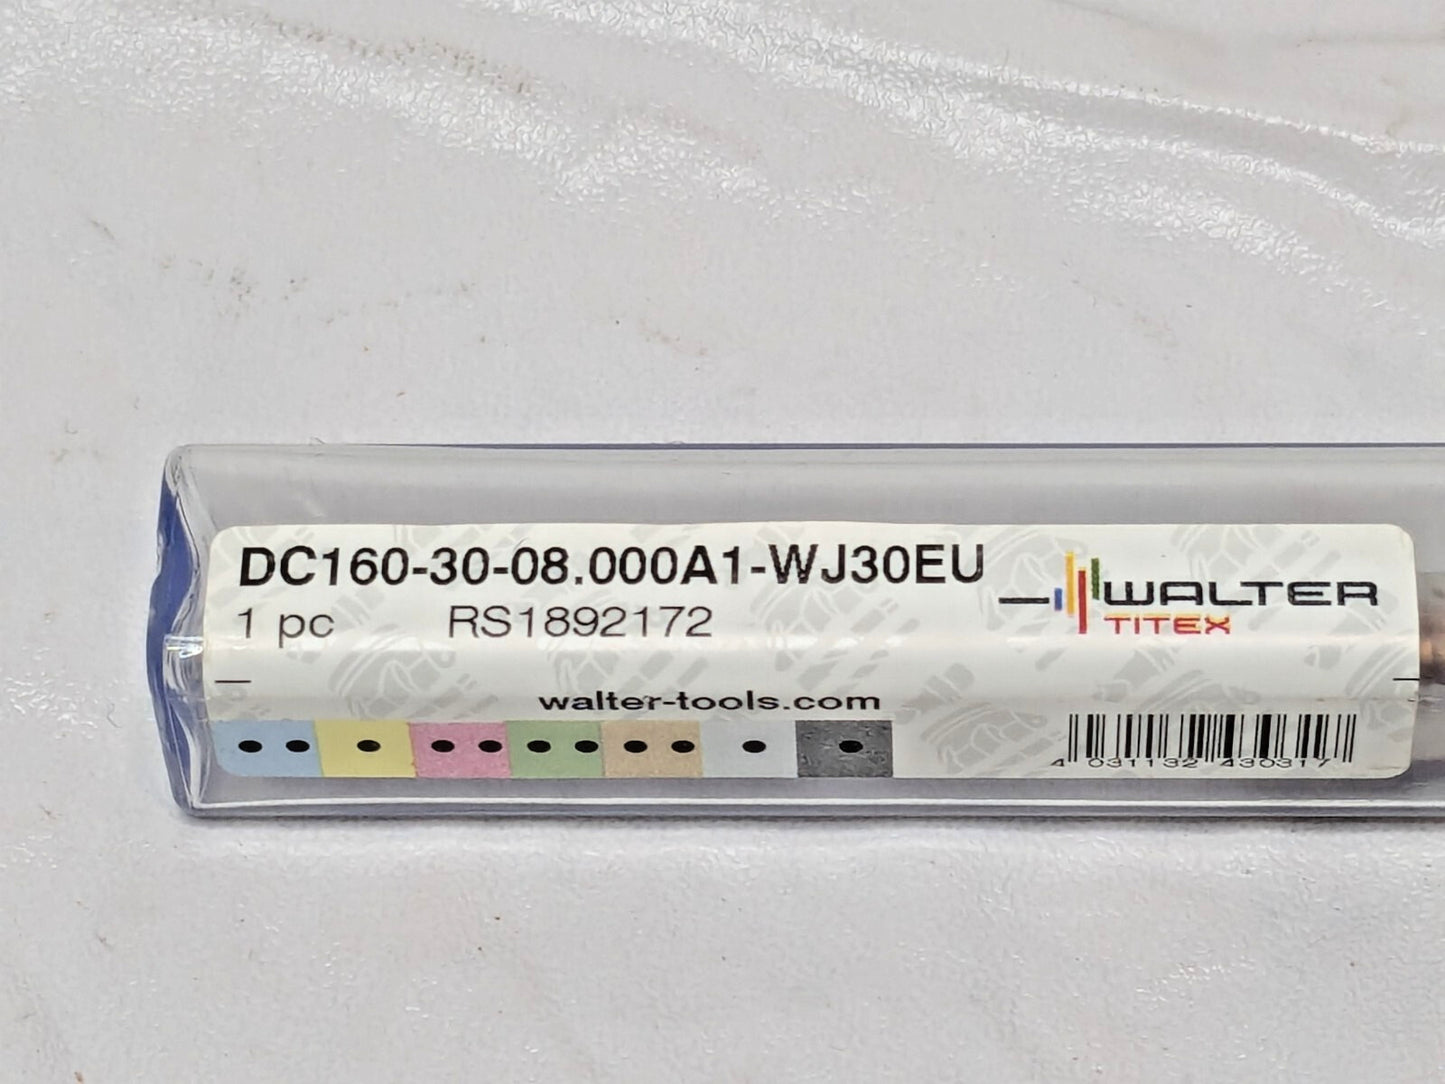 DC160-30-08.000A1-WJ30EU
1 pc RS1892172
WALTER
TITEX
walter-tools.com
4 031132 430317